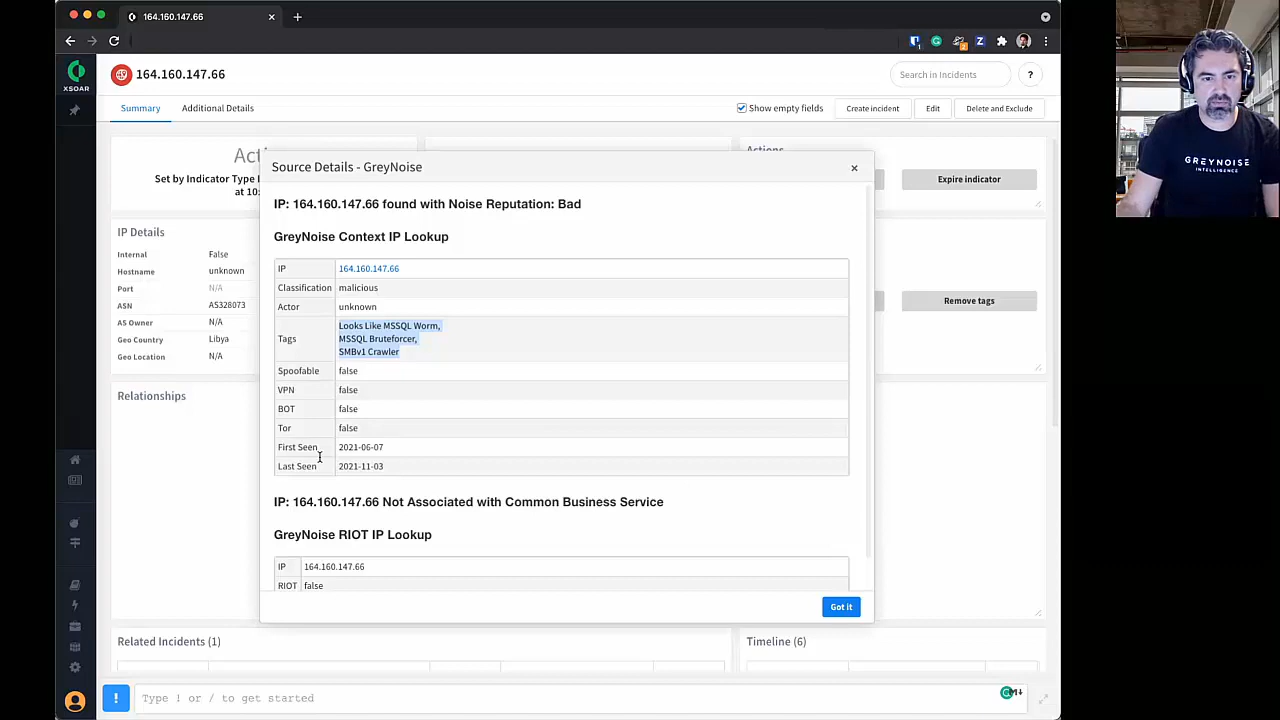 164.160.147.66
XSOAR
164.160.147.66
Search in Incidents
?
Summary
Additional Details
Show empty fields
Create incident
Edit
Delete and Exclude
Set by Indicator Type
at 10:
Actions
Expire indicator
IP Details
Internal False
Hostname unknown
Port N/A
ASN AS328073
AS Owner N/A
Geo Country Libya
Geo Location N/A
Remove tags
Relationships
Source Details - GreyNoise
IP: 164.160.147.66 found with Noise Reputation: Bad
GreyNoise Context IP Lookup
IP 164.160.147.66
Classification malicious
Actor unknown
Tags Looks Like MSSQL Worm,
MSSQL Bruteforcer,
SMBv1 Crawler
Spoofable false
VPN false
BOT false
Tor false
First Seen 2021-06-07
Last Seen 2021-11-03
IP: 164.160.147.66 Not Associated with Common Business Service
GreyNoise RIOT IP Lookup
IP 164.160.147.66
RIOT false
Got it
Related Incidents (1)
Timeline (6)
! Type ! or / to get started
GREYNOISE
INTELLIGENCE